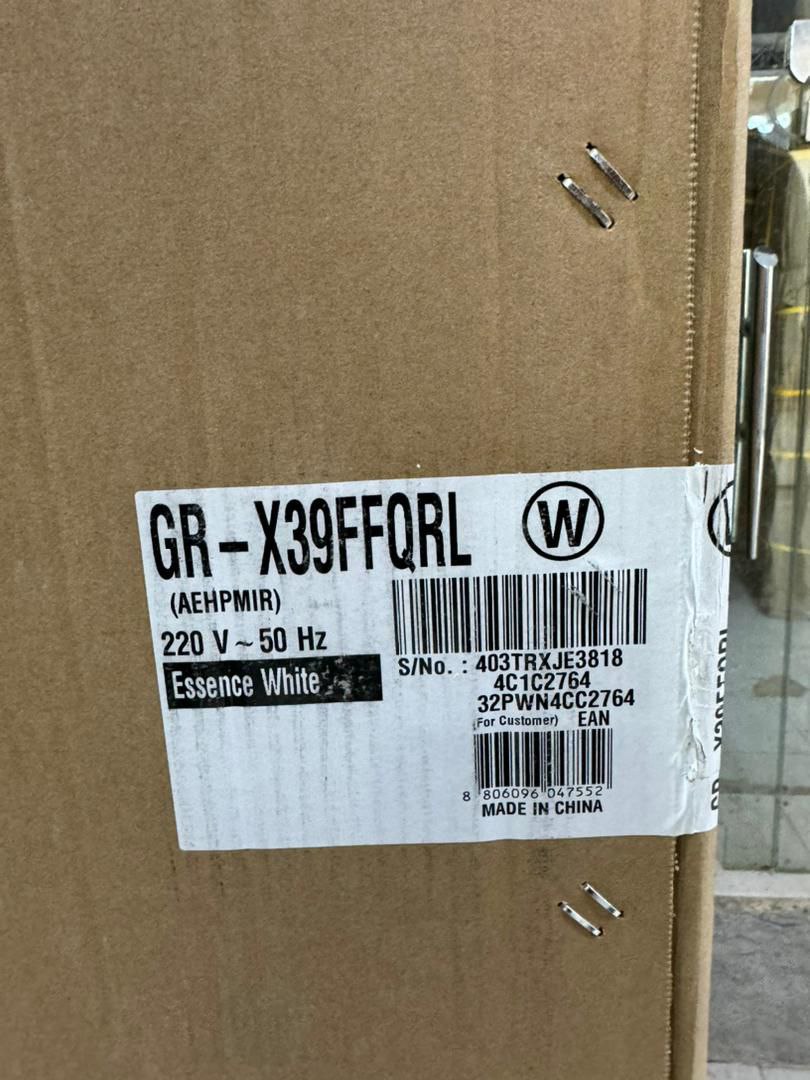 GR-X39FFQRL W
(AEHPMIR)
220 V ~ 50 Hz
Essence White
S/No. : 403TRXJE3818
4C1C2764
32PWN4CC2764
(For Customer) EAN
8 806096 047552
MADE IN CHINA